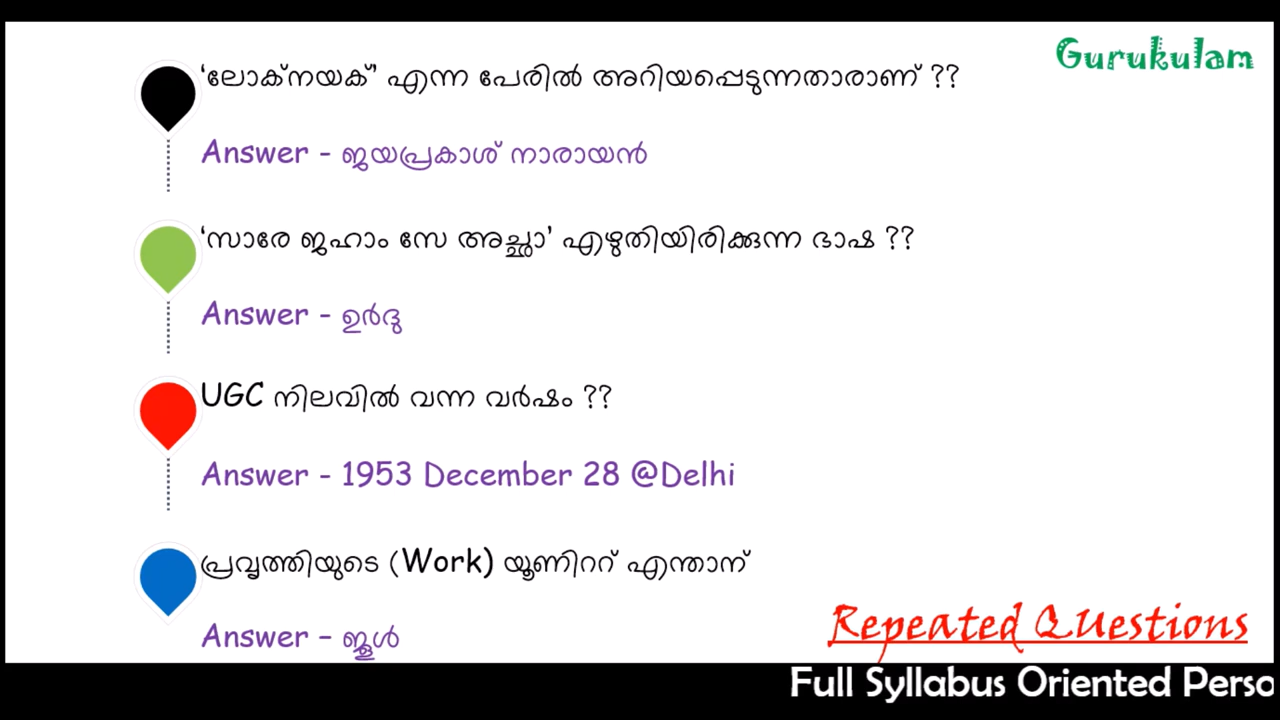 Gurukulam
‘ലോക്നയക്’ എന്ന പേരിൽ അറിയപ്പെടുന്നതാരാണ് ??
Answer - ജയപ്രകാശ് നാരായൻ
‘സാരേ ജഹാം സേ അച്ഛാ’ എഴുതിയിരിക്കുന്ന ഭാഷ ??
Answer - ഉർദു
UGC നിലവിൽ വന്ന വർഷം ??
Answer - 1953 December 28 @Delhi
പ്രവൃത്തിയുടെ (Work) യൂണിററ് എന്താന്
Answer - ജൂൾ
Repeated QUestions
Full Syllabus Oriented Perso